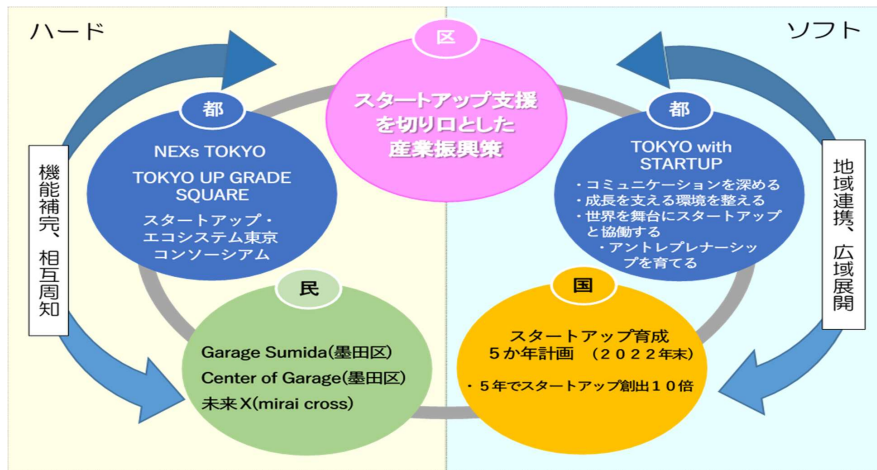 ハード
ソフト
区
スタートアップ支援
を切り口とした
産業振興策
都
NEXs TOKYO
TOKYO UP GRADE
SQUARE
スタートアップ・
エコシステム東京
コンソーシアム
都
TOKYO with
STARTUP
・コミュニケーションを深める
・成長を支える環境を整える
・世界を舞台にスタートアップ
と協働する
・アントレプレナーシッ
プを育てる
機能補完、相互周知
地域連携、広域展開
民
Garage Sumida(墨田区)
Center of Garage(墨田区)
未来X(mirai cross)
国
スタートアップ育成
５か年計画 （２０２２年末）
・５年でスタートアップ創出１０倍